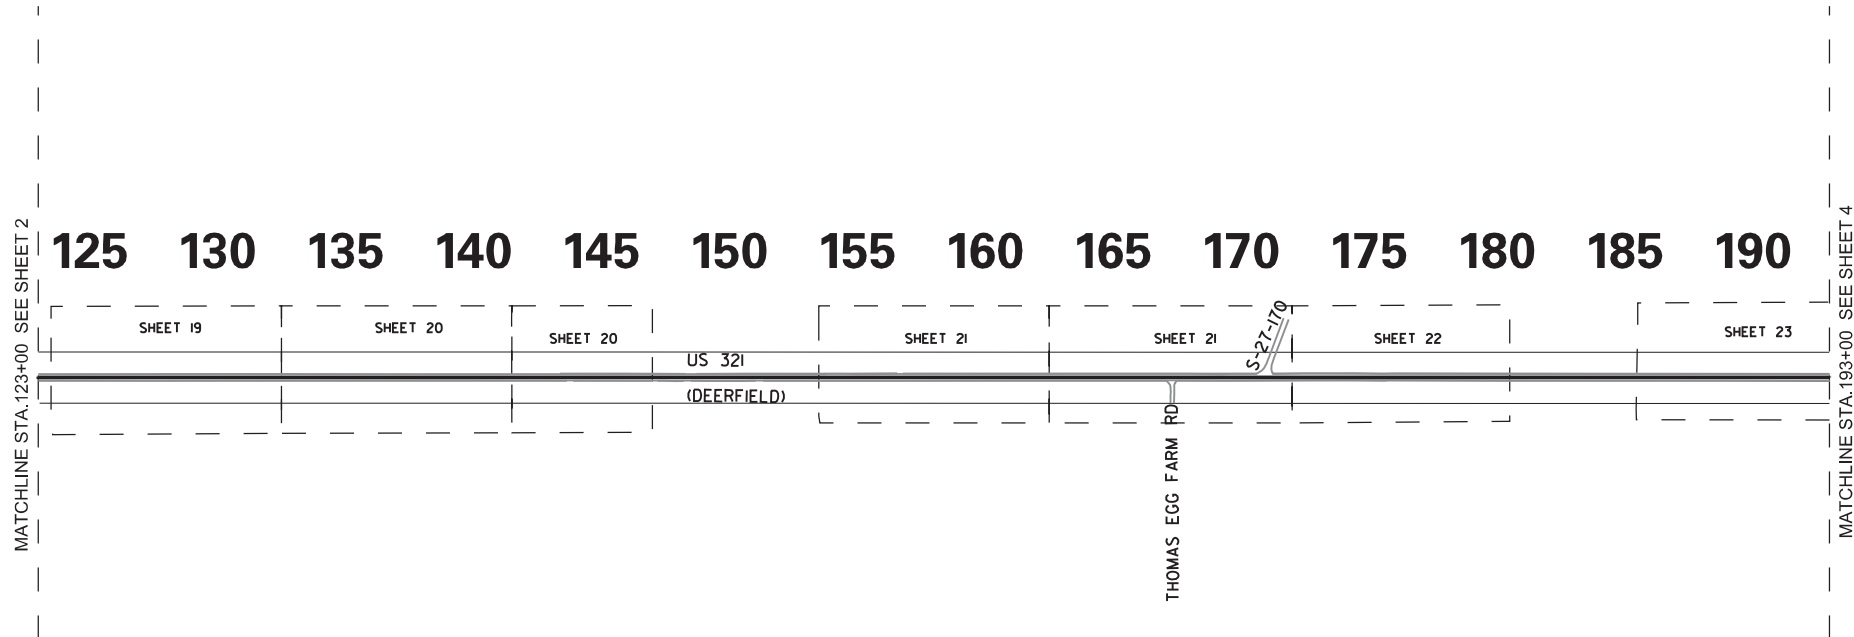 MATCHLINE STA.123+00 SEE SHEET 2
125 130 135 140 145 150 155 160 165 170 175 180 185 190
SHEET 19
SHEET 20
SHEET 20
SHEET 21
SHEET 21
SHEET 22
SHEET 23
S-27-170
US 321
(DEERFIELD)
THOMAS EGG FARM RD
MATCHLINE STA.193+00 SEE SHEET 4